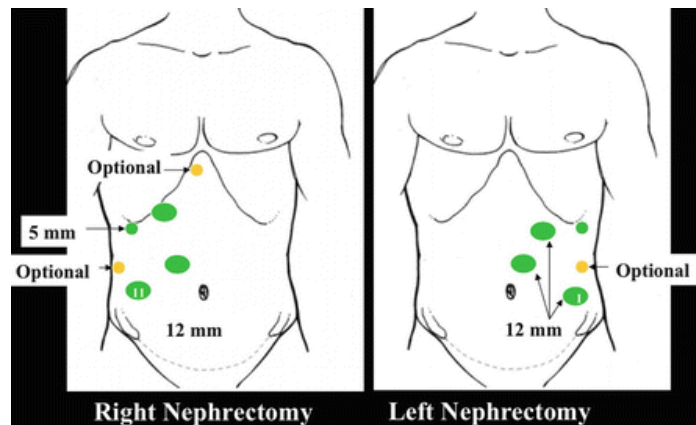 Optional
5 mm
Optional
11
12 mm
Right Nephrectomy
Optional
I
12 mm
Left Nephrectomy